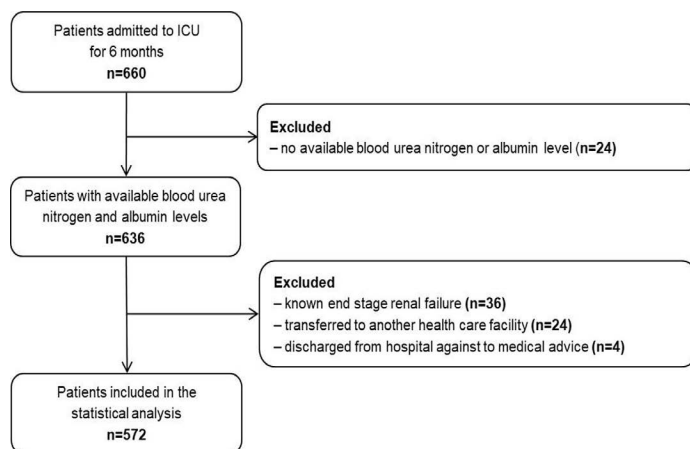 Patients admitted to ICU
for 6 months
n=660
Excluded
– no available blood urea nitrogen or albumin level (n=24)
Patients with available blood urea
nitrogen and albumin levels
n=636
Excluded
– known end stage renal failure (n=36)
– transferred to another health care facility (n=24)
– discharged from hospital against to medical advice (n=4)
Patients included in the
statistical analysis
n=572